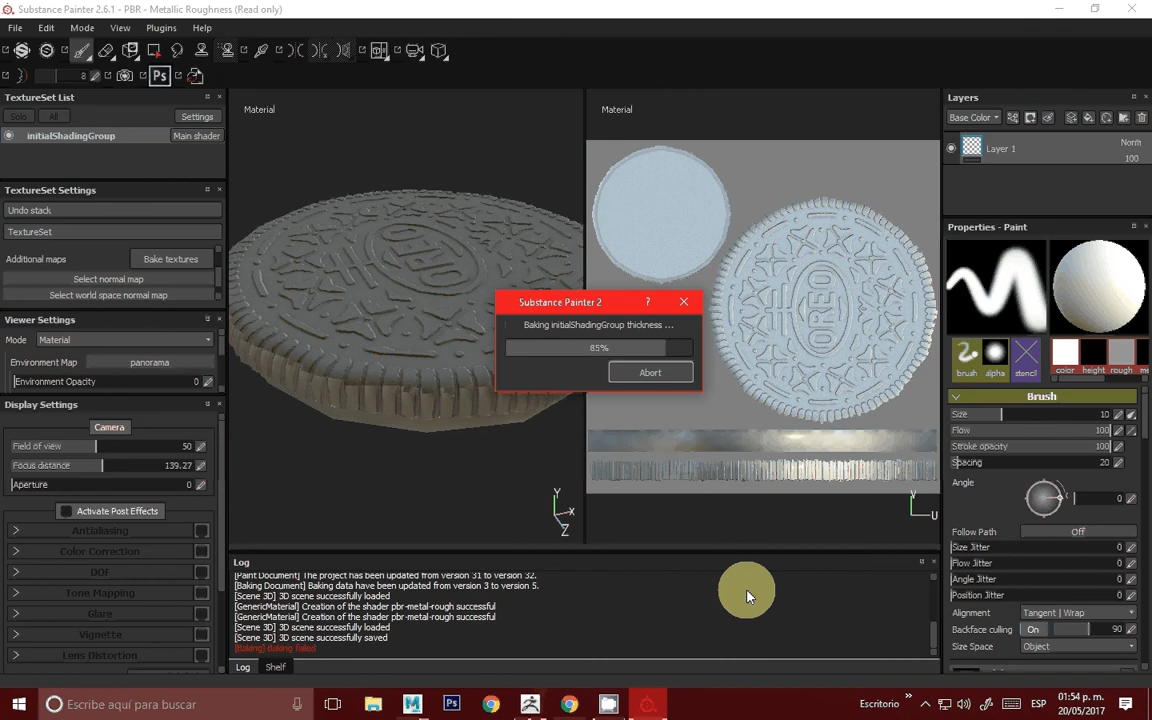 Substance Painter 2.6.1 - PBR - Metallic Roughness (Read only)
File Edit Mode View Plugins Help
8
Ps
TextureSet List
Solo All Settings
initialShadingGroup Main shader
TextureSet Settings
Undo stack
TextureSet
Additional maps Bake textures
Select normal map
Select world space normal map
Viewer Settings
Mode Material
Environment Map panorama
Environment Opacity 0
Display Settings
Camera
Field of view 50
Focus distance 139.27
Aperture 0
Activate Post Effects
Antialiasing
Color Correction
DOF
Tone Mapping
Glare
Vignette
Lens Distortion
Material
OREO
Y
X
Z
Material
OREO
V
U
Substance Painter 2 ?
Baking initialShadingGroup thickness ...
85%
Abort
Log
[Paint Document] The project has been updated from version 31 to version 32.
[Baking Document] Baking data have been updated from version 3 to version 5.
[Scene 3D] 3D scene successfully loaded
[GenericMaterial] Creation of the shader pbr-metal-rough successful
[GenericMaterial] Creation of the shader pbr-metal-rough successful
[Scene 3D] 3D scene successfully loaded
[Scene 3D] 3D scene successfully saved
[Baking] Baking failed
Log Shelf
Layers
Base Color
Layer 1 Norm
100
Properties - Paint
brush alpha stencil color height rough me
Brush
Size 10
Flow 100
Stroke opacity 100
Spacing 20
Angle
0
Follow Path Off
Size Jitter 0
Flow Jitter 0
Angle Jitter 0
Position Jitter 0
Alignment Tangent | Wrap
Backface culling On 90
Size Space Object
Escribe aquí para buscar
Ps
Escritorio
ESP
01:54 p. m.
20/05/2017